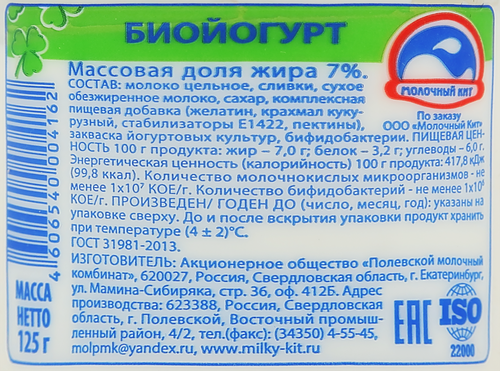 БИОЙОГУРТ
Массовая доля жира 7%.
МОЛОЧНЫЙ КИТ
По заказу
ООО «Молочный Кит»
СОСТАВ: молоко цельное, сливки, сухое
обезжиренное молоко, сахар, комплексная
пищевая добавка (желатин, крахмал куку-
рузный, стабилизаторы Е1422, пектины),
закваска йогуртовых культур, бифидобактерии. ПИЩЕВАЯ ЦЕН-
НОСТЬ 100 г продукта: жир – 7,0 г; белок – 3,2 г; углеводы – 6,0 г.
Энергетическая ценность (калорийность) 100 г продукта: 417,8 кДж
(99,8 ккал). Количество молочнокислых микроорганизмов - не
менее 1x10⁷ КОЕ/г. Количество бифидобактерий - не менее 1x10⁶
КОЕ/г. ПРОИЗВЕДЕН/ ГОДЕН ДО (число, месяц, год): указаны на
упаковке сверху. До и после вскрытия упаковки продукт хранить
при температуре (4 ± 2)°С.
ГОСТ 31981-2013.
ИЗГОТОВИТЕЛЬ: Акционерное общество «Полевской молочный
комбинат», 620027, Россия, Свердловская область, г. Екатеринбург,
ул. Мамина-Сибиряка, стр. 36, оф. 412Б. Адрес
производства: 623388, Россия, Свердловская
область, г. Полевской, Восточный промыш-
ленный район, 4/2, тел.(факс): (34350) 4-55-45,
molpmk@yandex.ru, www.milky-kit.ru
4 606540 004162
МАССА
НЕТТО
125 г
EAC
ISO
22000